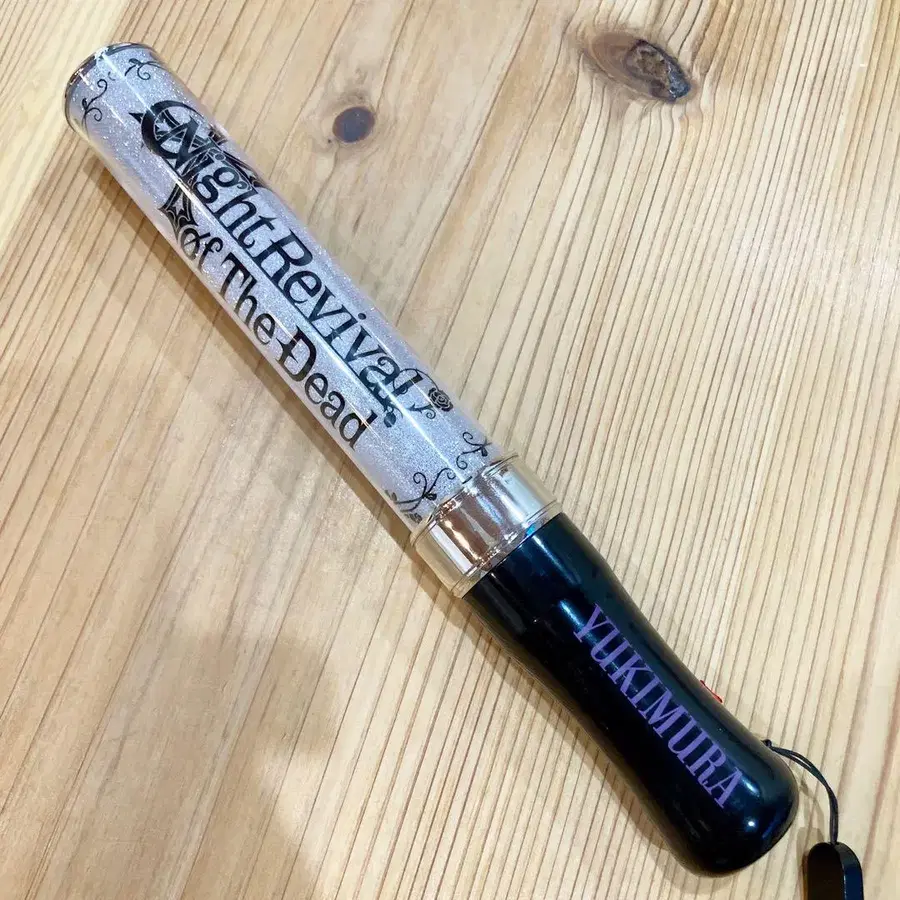 Night Revival
of The Dead
YUKIMURA